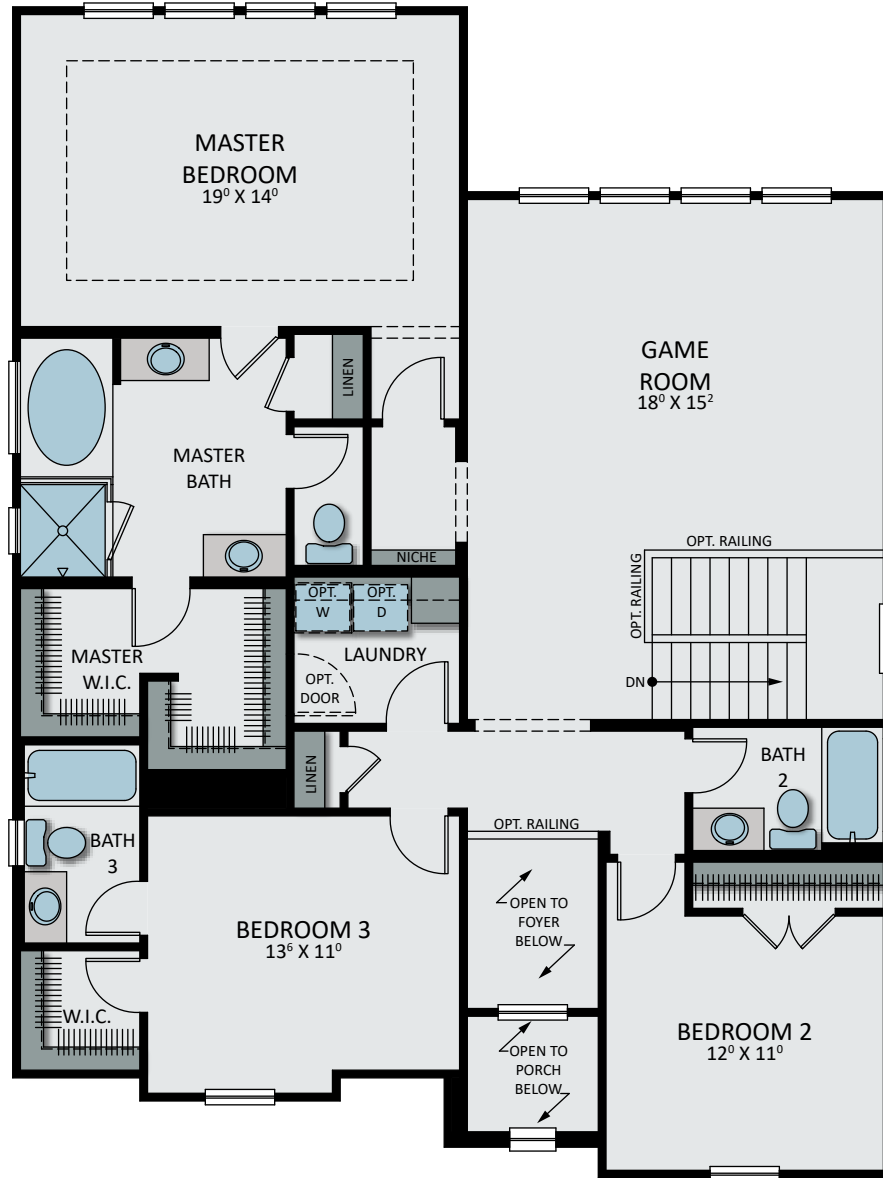 MASTER
BEDROOM
19⁰ X 14⁰
GAME
ROOM
18⁰ X 15²
LINEN
MASTER
BATH
NICHE
OPT. RAILING
OPT. RAILING
DN
OPT.
W
OPT.
D
LAUNDRY
OPT.
DOOR
MASTER
W.I.C.
LINEN
BATH
2
BATH
3
OPT. RAILING
OPEN TO
FOYER
BELOW
BEDROOM 3
13⁶ X 11⁰
W.I.C.
OPEN TO
PORCH
BELOW
BEDROOM 2
12⁰ X 11⁰